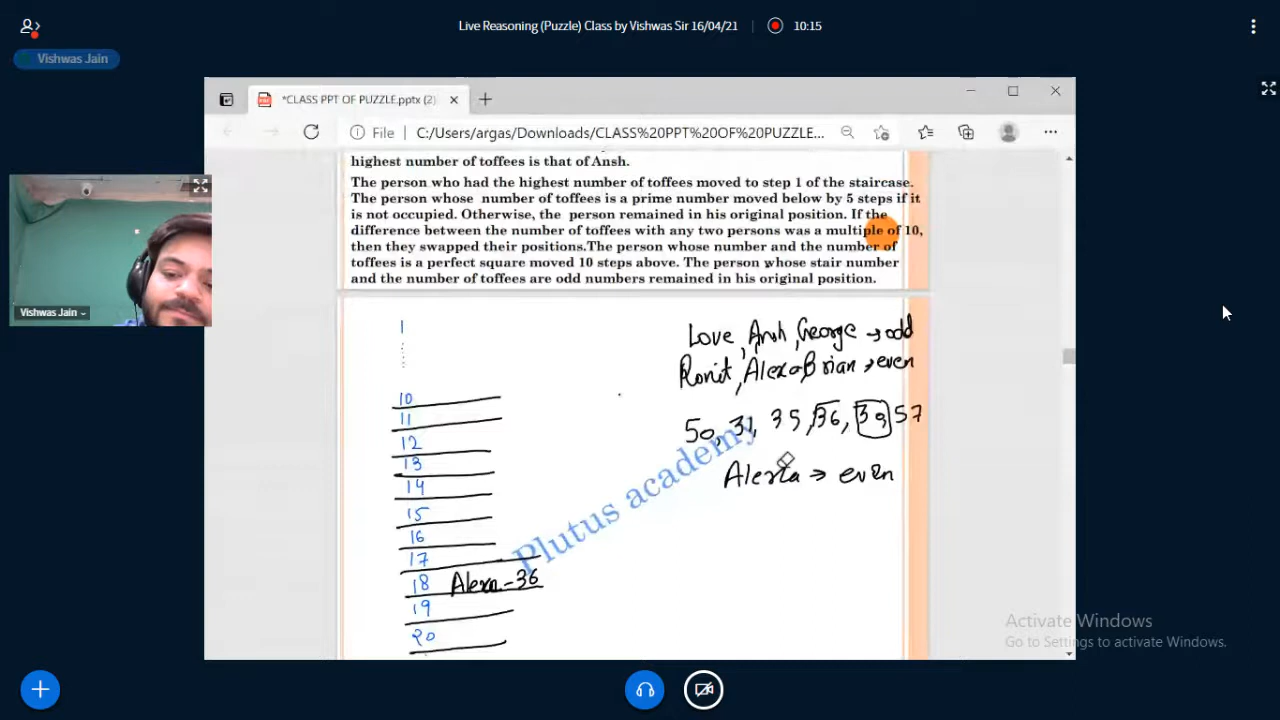 Live Reasoning (Puzzle) Class by Vishwas Sir 16/04/21
10:15
Vishwas Jain
*CLASS PPT OF PUZZLE.pptx (2)
File
C:/Users/argas/Downloads/CLASS%20PPT%20OF%20PUZZLE...
highest number of toffees is that of Ansh.
The person who had the highest number of toffees moved to step 1 of the staircase.
The person whose number of toffees is a prime number moved below by 5 steps if it
is not occupied. Otherwise, the person remained in his original position. If the
difference between the number of toffees with any two persons was a multiple of 10,
then they swapped their positions.The person whose number and the number of
toffees is a perfect square moved 10 steps above. The person whose stair number
and the number of toffees are odd numbers remained in his original position.
Vishwas Jain
1
Love, Ansh, George → odd
Ronit, Alexa, Brian → even
10
11
50, 31, 35, 36, 39, 57
12
13
→ even
14
15
16
17
18 Alexa - 36
19
20
Plutus academy
Activate Windows
Go to Settings to activate Windows.